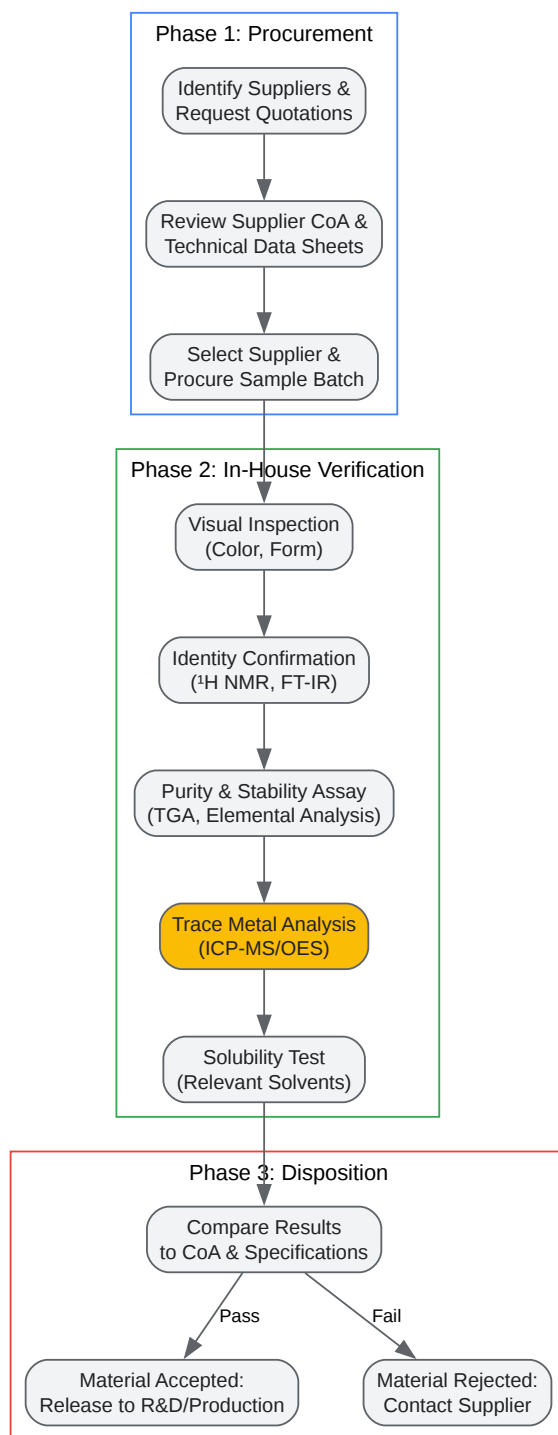 Phase 1: Procurement
Identify Suppliers &
Request Quotations
Review Supplier CoA &
Technical Data Sheets
Select Supplier &
Procure Sample Batch
Phase 2: In-House Verification
Visual Inspection
(Color, Form)
Identity Confirmation
(¹H NMR, FT-IR)
Purity & Stability Assay
(TGA, Elemental Analysis)
Trace Metal Analysis
(ICP-MS/OES)
Solubility Test
(Relevant Solvents)
Phase 3: Disposition
Compare Results
to CoA & Specifications
Pass
Fail
Material Accepted:
Release to R&D/Production
Material Rejected:
Contact Supplier